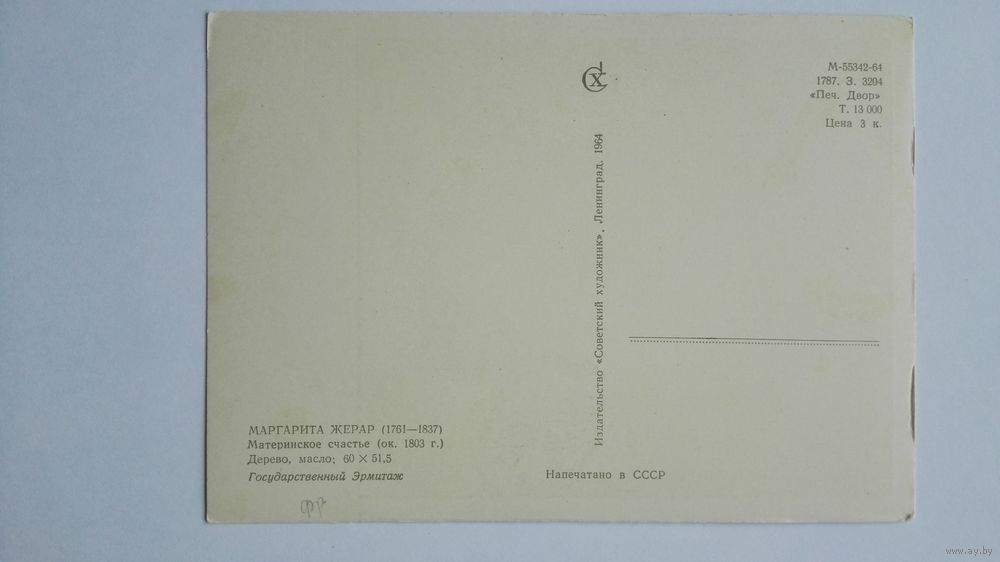 МАРГАРИТА ЖЕРАР (1761—1837)
Материнское счастье (ок. 1803 г.)
Дерево, масло; 60 × 51,5
Государственный Эрмитаж
фр
Издательство «Советский художник». Ленинград. 1964
Напечатано в СССР
М-55342-64
1787. З. 3204
«Печ. Двор»
Т. 13 000
Цена 3 к.
www.ay.by